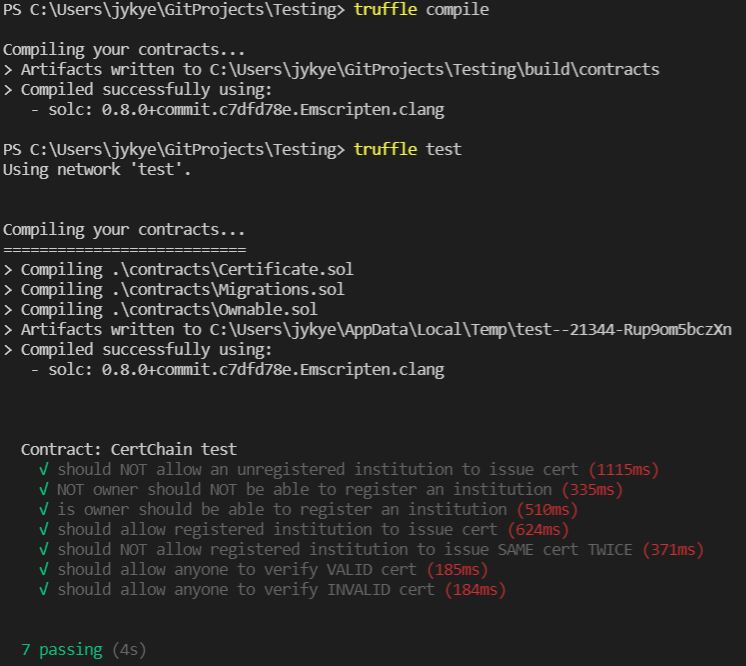 PS C:\Users\jykye\GitProjects\Testing> truffle compile
Compiling your contracts...
> Artifacts written to C:\Users\jykye\GitProjects\Testing\build\contracts
> Compiled successfully using:
- solc: 0.8.0+commit.c7dfd78e.Emscripten.clang
PS C:\Users\jykye\GitProjects\Testing> truffle test
Using network 'test'.
Compiling your contracts...
===========================
> Compiling .\contracts\Certificate.sol
> Compiling .\contracts\Migrations.sol
> Compiling .\contracts\Ownable.sol
> Artifacts written to C:\Users\jykye\AppData\Local\Temp\test--21344-Rup9om5bczXn
> Compiled successfully using:
- solc: 0.8.0+commit.c7dfd78e.Emscripten.clang
Contract: CertChain test
√ should NOT allow an unregistered institution to issue cert (1115ms)
√ NOT owner should NOT be able to register an institution (335ms)
√ is owner should be able to register an institution (510ms)
√ should allow registered institution to issue cert (624ms)
√ should NOT allow registered institution to issue SAME cert TWICE (371ms)
√ should allow anyone to verify VALID cert (185ms)
√ should allow anyone to verify INVALID cert (184ms)
7 passing (4s)